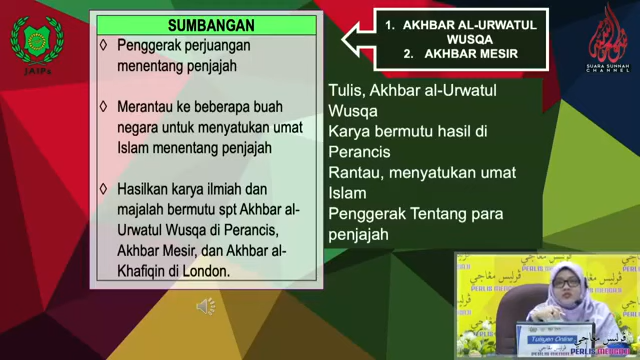 SUMBANGAN
◊ Penggerak perjuangan
menentang penjajah
◊ Merantau ke beberapa buah
negara untuk menyatukan umat
Islam menentang penjajah
◊ Hasilkan karya ilmiah dan
majalah bermutu spt Akhbar al-
Urwatul Wusqa di Perancis,
Akhbar Mesir, dan Akhbar al-
Khafiqin di London.
1. AKHBAR AL-URWATUL
WUSQA
2. AKHBAR MESIR
Tulis, Akhbar al-Urwatul
Wusqa
Karya bermutu hasil di
Perancis
Rantau, menyatukan umat
Islam
Penggerak Tentang para
penjajah
JAIPs
SUARA SUNNAH
CHANNEL
Tuisyen Online